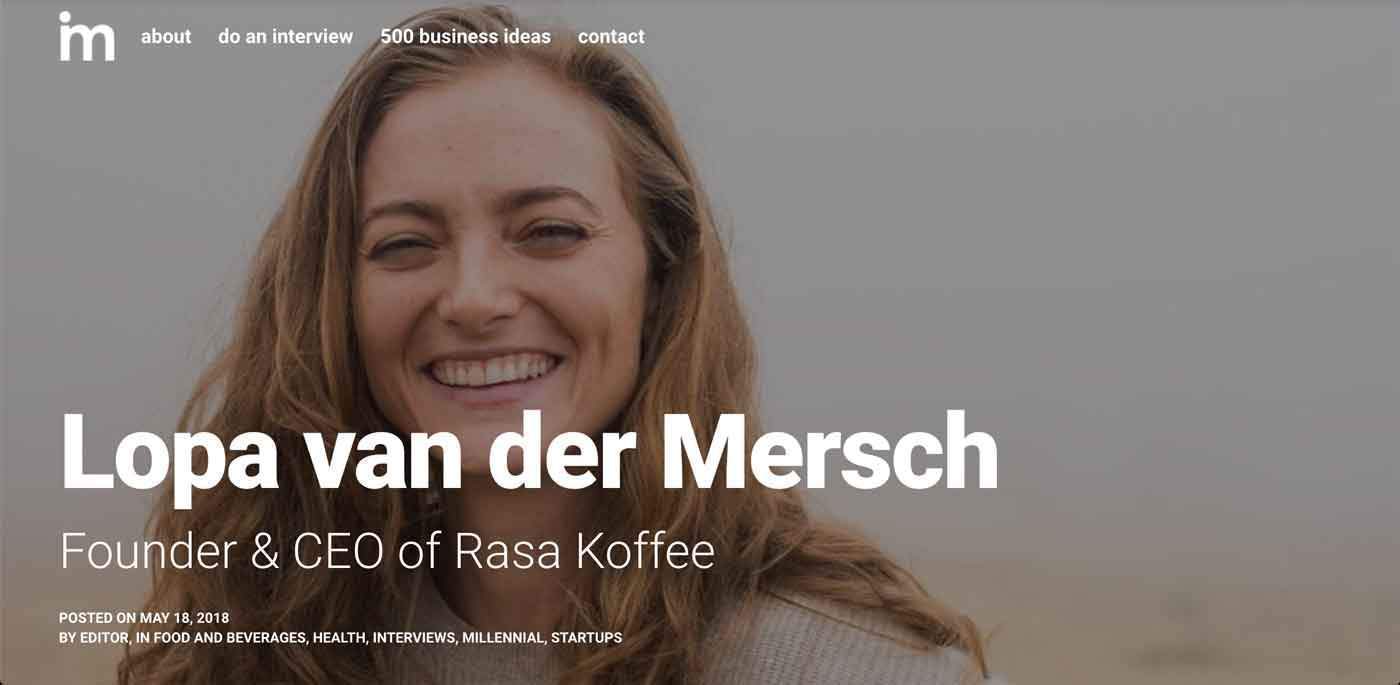 im
about do an interview 500 business ideas contact
Lopa van der Mersch
Founder & CEO of Rasa Koffee
POSTED ON MAY 18, 2018
BY EDITOR, IN FOOD AND BEVERAGES, HEALTH, INTERVIEWS, MILLENNIAL, STARTUPS